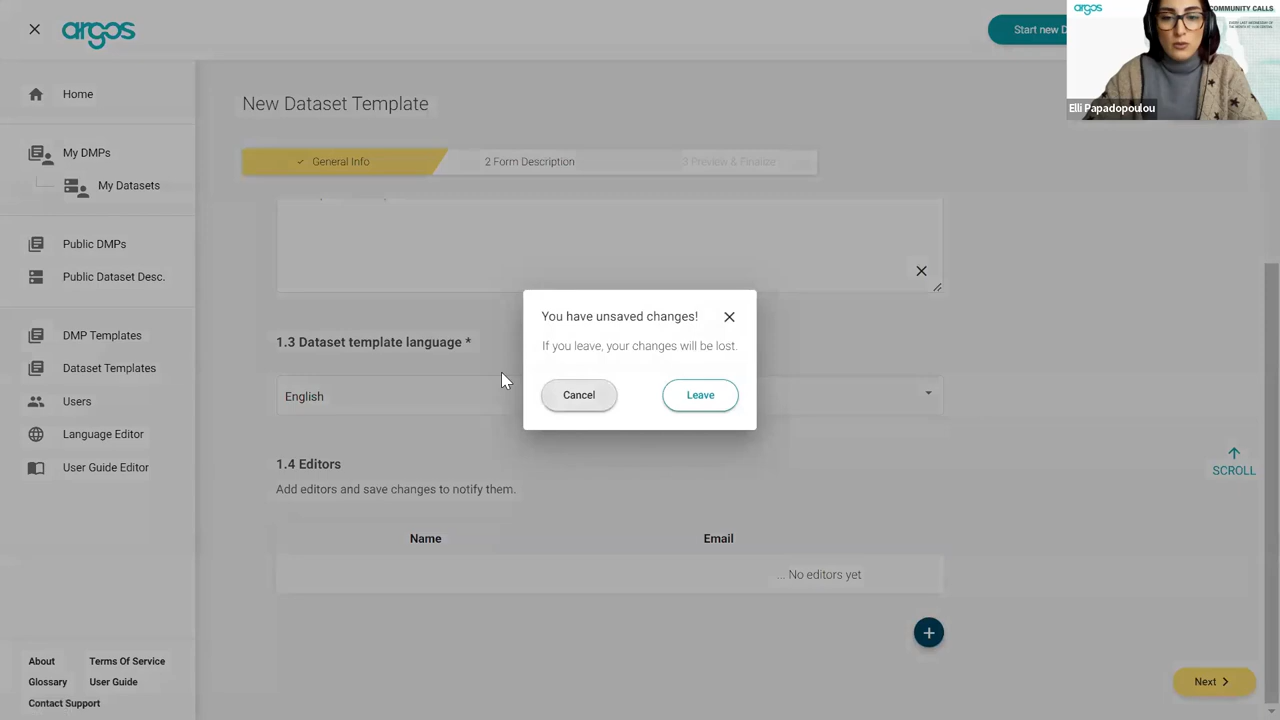 argos
Start new D
argos
COMMUNITY CALLS
Elli Papadopoulou
Home
My DMPs
My Datasets
Public DMPs
Public Dataset Desc.
DMP Templates
Dataset Templates
Users
Language Editor
User Guide Editor
About
Terms Of Service
Glossary
User Guide
Contact Support
New Dataset Template
General Info
2 Form Description
3 Preview & Finalize
1.3 Dataset template language *
English
1.4 Editors
Add editors and save changes to notify them.
Name
Email
... No editors yet
You have unsaved changes!
If you leave, your changes will be lost.
Cancel
Leave
SCROLL
Next